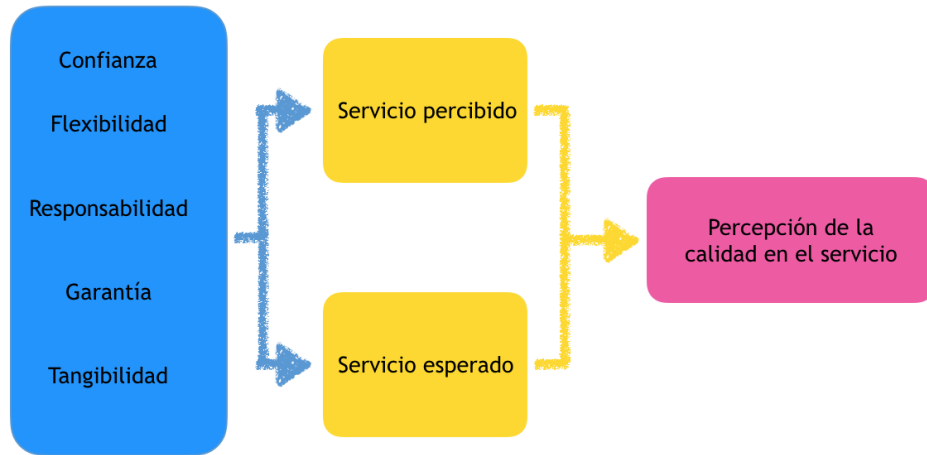 Confianza
Flexibilidad
Responsabilidad
Garantía
Tangibilidad
Servicio percibido
Servicio esperado
Percepción de la
calidad en el servicio